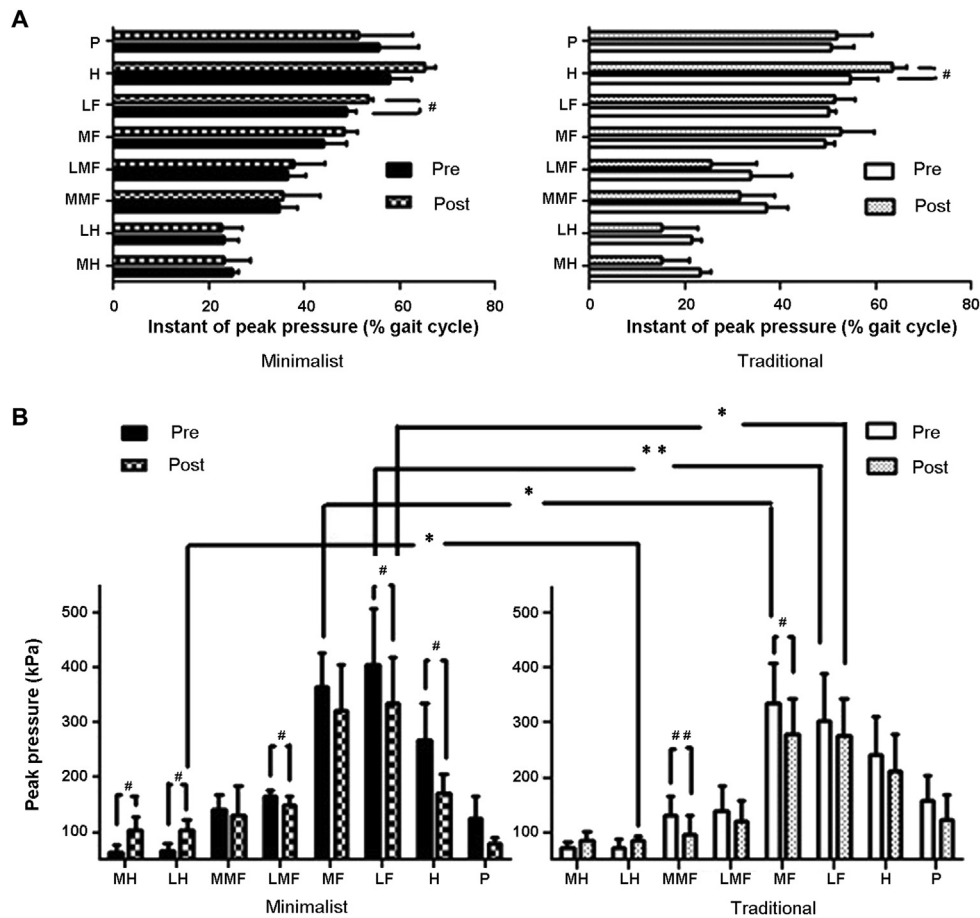 A
P
H
#
LF
MF
LMF
Pre
MMF
Post
LH
MH
0 20 40 60 80
Instant of peak pressure (% gait cycle)
Minimalist
P
H
#
LF
MF
LMF
Pre
MMF
Post
LH
MH
0 20 40 60 80
Instant of peak pressure (% gait cycle)
Traditional
B
Pre
Post
*
**
*
*
Pre
Post
Peak pressure (kPa)
500
400
300
200
100
# # # # #
MH LH MMF LMF MF LF H P
Minimalist
500
400
300
200
100
## #
MH LH MMF LMF MF LF H P
Traditional